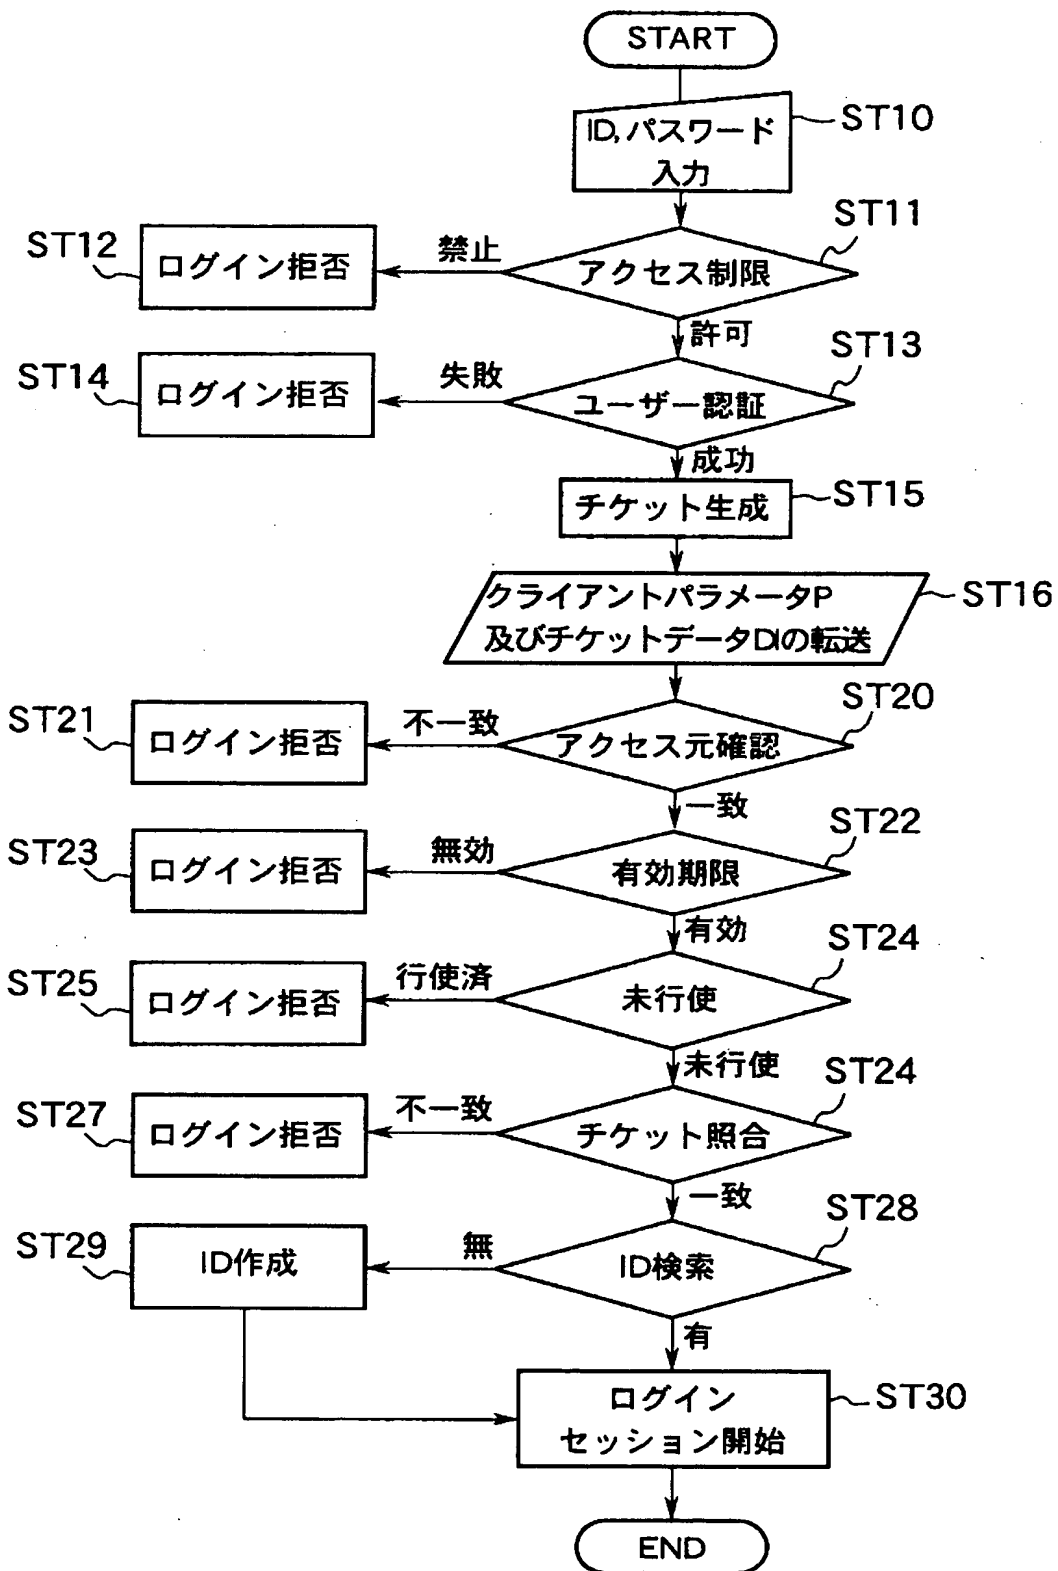 START
ID,パスワード
入力
ST10
ST11
アクセス制限
禁止
ST12
ログイン拒否
許可
ST13
ユーザー認証
失敗
ST14
ログイン拒否
成功
チケット生成
ST15
クライアントパラメータP
及びチケットデータDIの転送
ST16
ST20
アクセス元確認
不一致
ST21
ログイン拒否
一致
ST22
有効期限
無効
ST23
ログイン拒否
有効
ST24
未行使
行使済
ST25
ログイン拒否
未行使
ST24
チケット照合
不一致
ST27
ログイン拒否
一致
ST28
ID検索
無
ST29
ID作成
有
ログイン
セッション開始
ST30
END